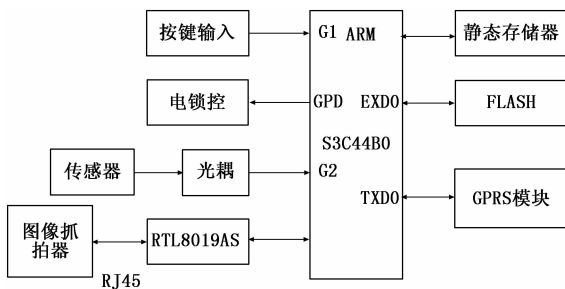 按键输入
G1 ARM
静态存储器
电锁控
GPD
EXD0
FLASH
S3C44B0
传感器
光耦
G2
TXD0
GPRS模块
图像抓
拍器
RTL8019AS
RJ45